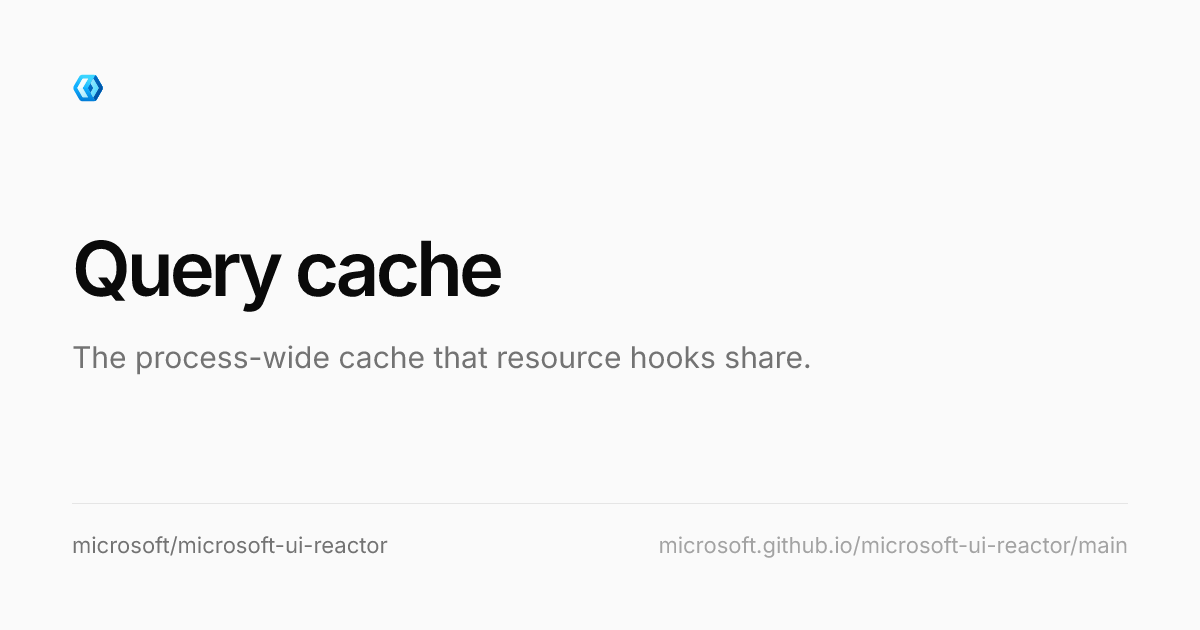 Query cache
The process-wide cache that resource hooks share.
microsoft/microsoft-ui-reactor
microsoft.github.io/microsoft-ui-reactor/main